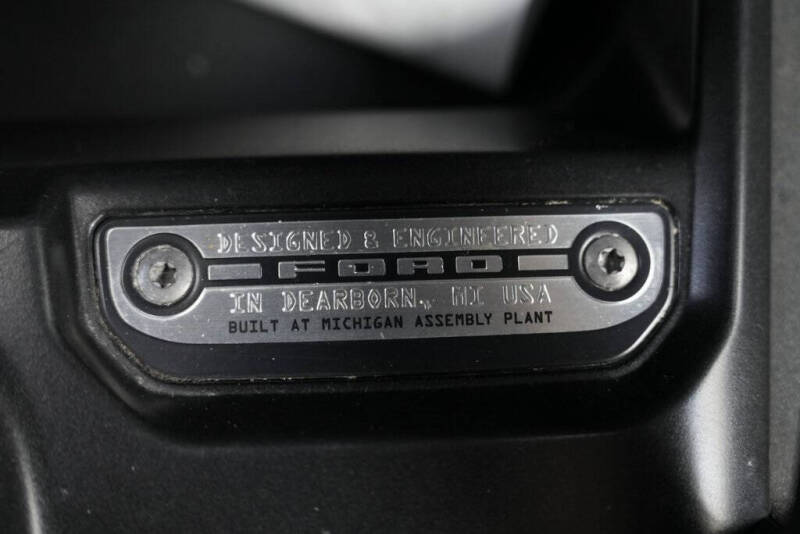 DESIGNED & ENGINEERED
FORD
IN DEARBORN, MI USA
BUILT AT MICHIGAN ASSEMBLY PLANT